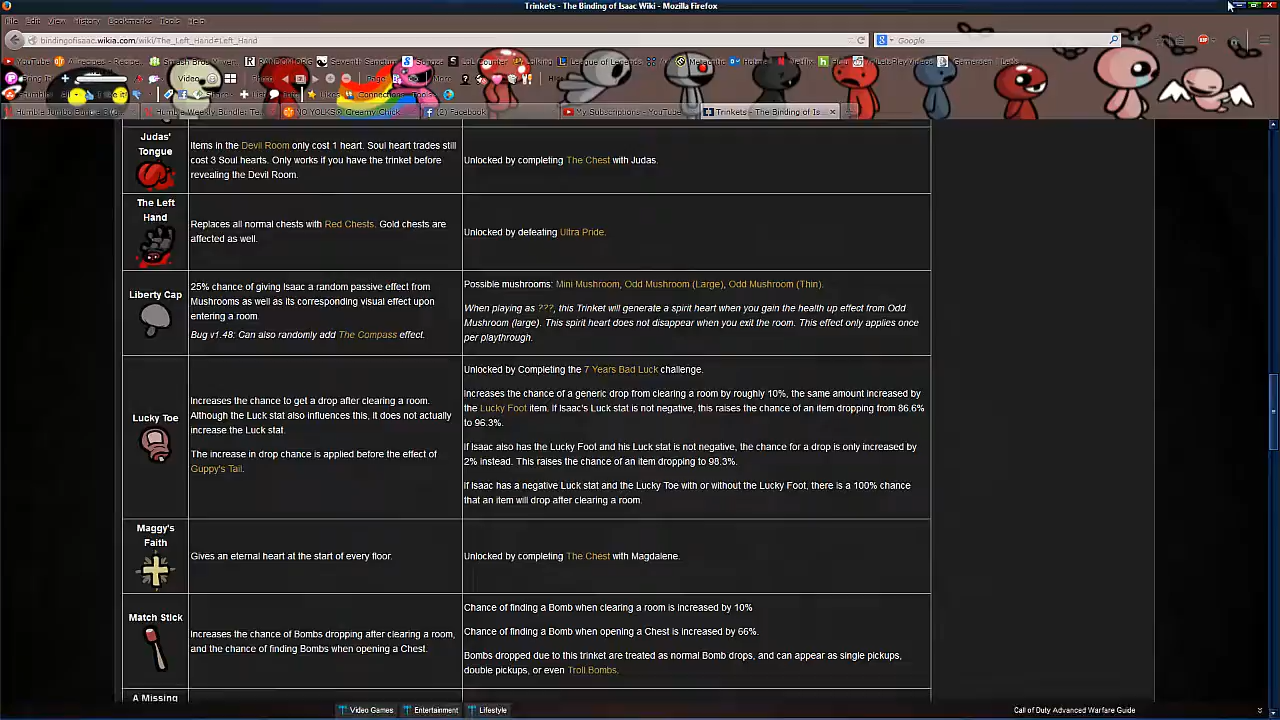 Trinkets - The Binding of Isaac Wiki - Mozilla Firefox
File Edit View History Bookmarks Tools Help
bindingofisaac.wikia.com/wiki/The_Left_Hand#Left_Hand
Google
YouTube
League of Legends
Video
Humble Weekly Bundle
Facebook
My Subscriptions - YouTube
Trinkets - The Binding of Is
Judas'
Tongue
Items in the Devil Room only cost 1 heart. Soul heart trades still
cost 3 Soul hearts. Only works if you have the trinket before
revealing the Devil Room.
Unlocked by completing The Chest with Judas.
The Left
Hand
Replaces all normal chests with Red Chests. Gold chests are
affected as well.
Unlocked by defeating Ultra Pride.
Liberty Cap
25% chance of giving Isaac a random passive effect from
Mushrooms as well as its corresponding visual effect upon
entering a room.
Bug v1.48: Can also randomly add The Compass effect.
Possible mushrooms: Mini Mushroom, Odd Mushroom (Large), Odd Mushroom (Thin).
When playing as ???, this Trinket will generate a spirit heart when you gain the health up effect from Odd
Mushroom (large). This spirit heart does not disappear when you exit the room. This effect only applies once
per playthrough.
Lucky Toe
Increases the chance to get a drop after clearing a room.
Although the Luck stat also influences this, it does not actually
increase the Luck stat.
The increase in drop chance is applied before the effect of
Guppy's Tail.
Unlocked by Completing the 7 Years Bad Luck challenge.
Increases the chance of a generic drop from clearing a room by roughly 10%, the same amount increased by
the Lucky Foot item. If Isaac's Luck stat is not negative, this raises the chance of an item dropping from 86.6%
to 96.3%.
If Isaac also has the Lucky Foot and his Luck stat is not negative, the chance for a drop is only increased by
2% instead. This raises the chance of an item dropping to 98.3%.
If Isaac has a negative Luck stat and the Lucky Toe with or without the Lucky Foot, there is a 100% chance
that an item will drop after clearing a room.
Maggy's
Faith
Gives an eternal heart at the start of every floor.
Unlocked by completing The Chest with Magdalene.
Match Stick
Increases the chance of Bombs dropping after clearing a room,
and the chance of finding Bombs when opening a Chest.
Chance of finding a Bomb when clearing a room is increased by 10%
Chance of finding a Bomb when opening a Chest is increased by 66%.
Bombs dropped due to this trinket are treated as normal Bomb drops, and can appear as single pickups,
double pickups, or even Troll Bombs.
A Missing
Video Games Entertainment Lifestyle
Call of Duty Advanced Warfare Guide